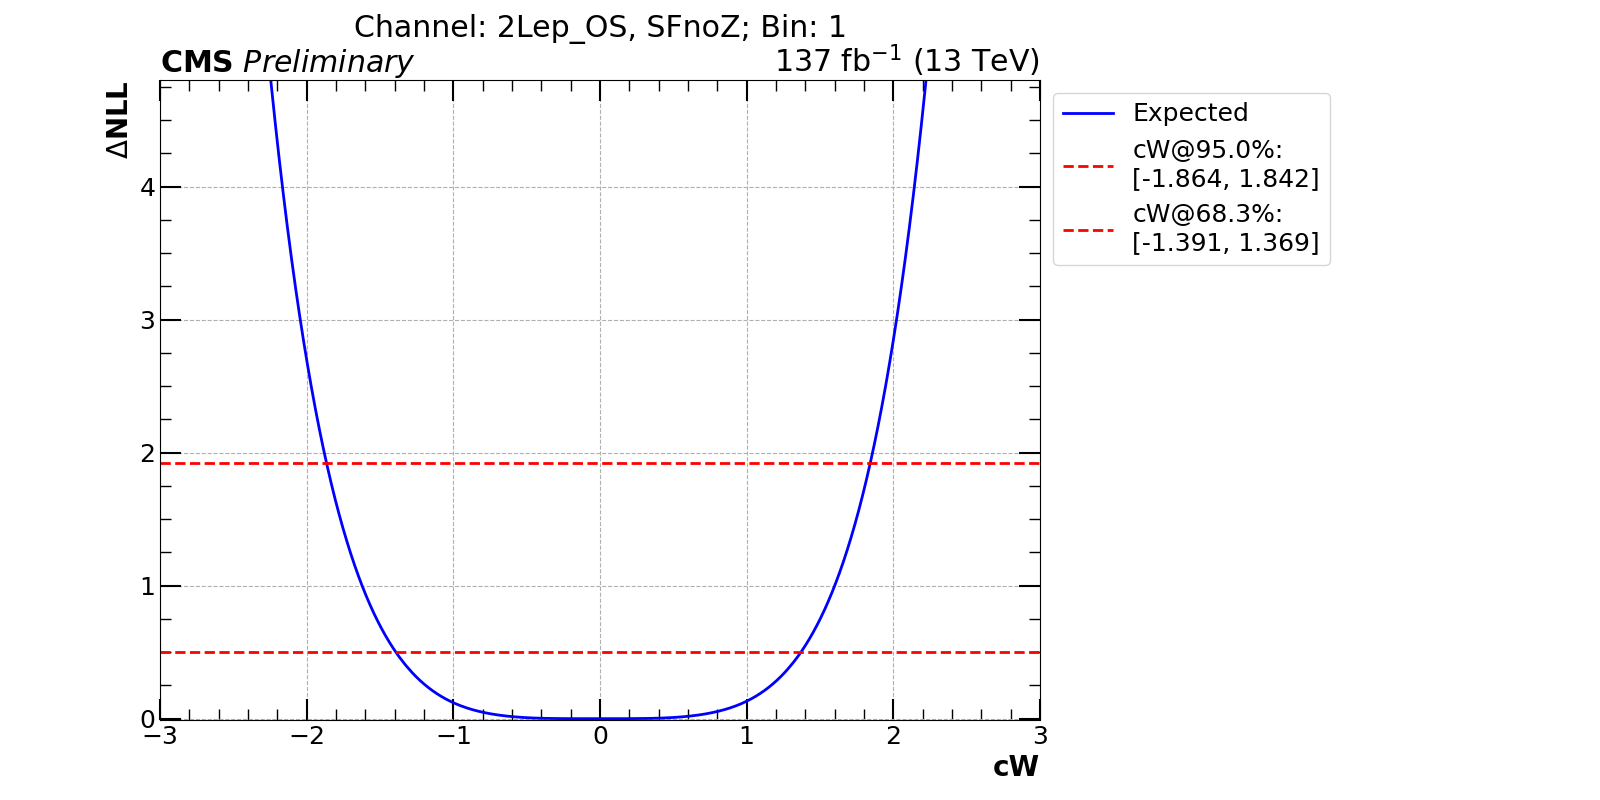 Channel: 2Lep_OS, SFnoZ; Bin: 1
CMS Preliminary
137 fb⁻¹ (13 TeV)
ΔNLL
4
3
2
1
0
−3
−2
−1
0
1
2
3
cW
Expected
cW@95.0%:
[-1.864, 1.842]
cW@68.3%:
[-1.391, 1.369]